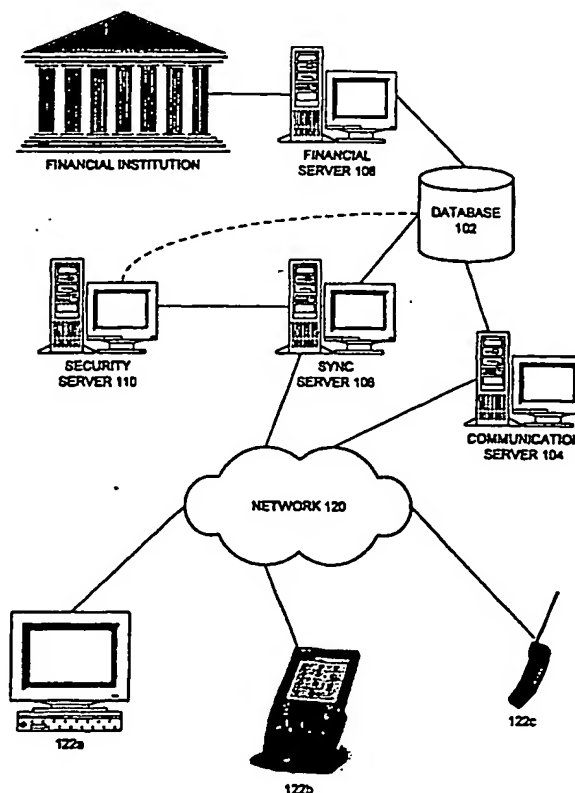 FINANCIAL INSTITUTION
FINANCIAL
SERVER 108
DATABASE
102
SECURITY
SERVER 110
SYNC
SERVER 106
COMMUNICATION
SERVER 104
NETWORK 120
122a
122b
122c